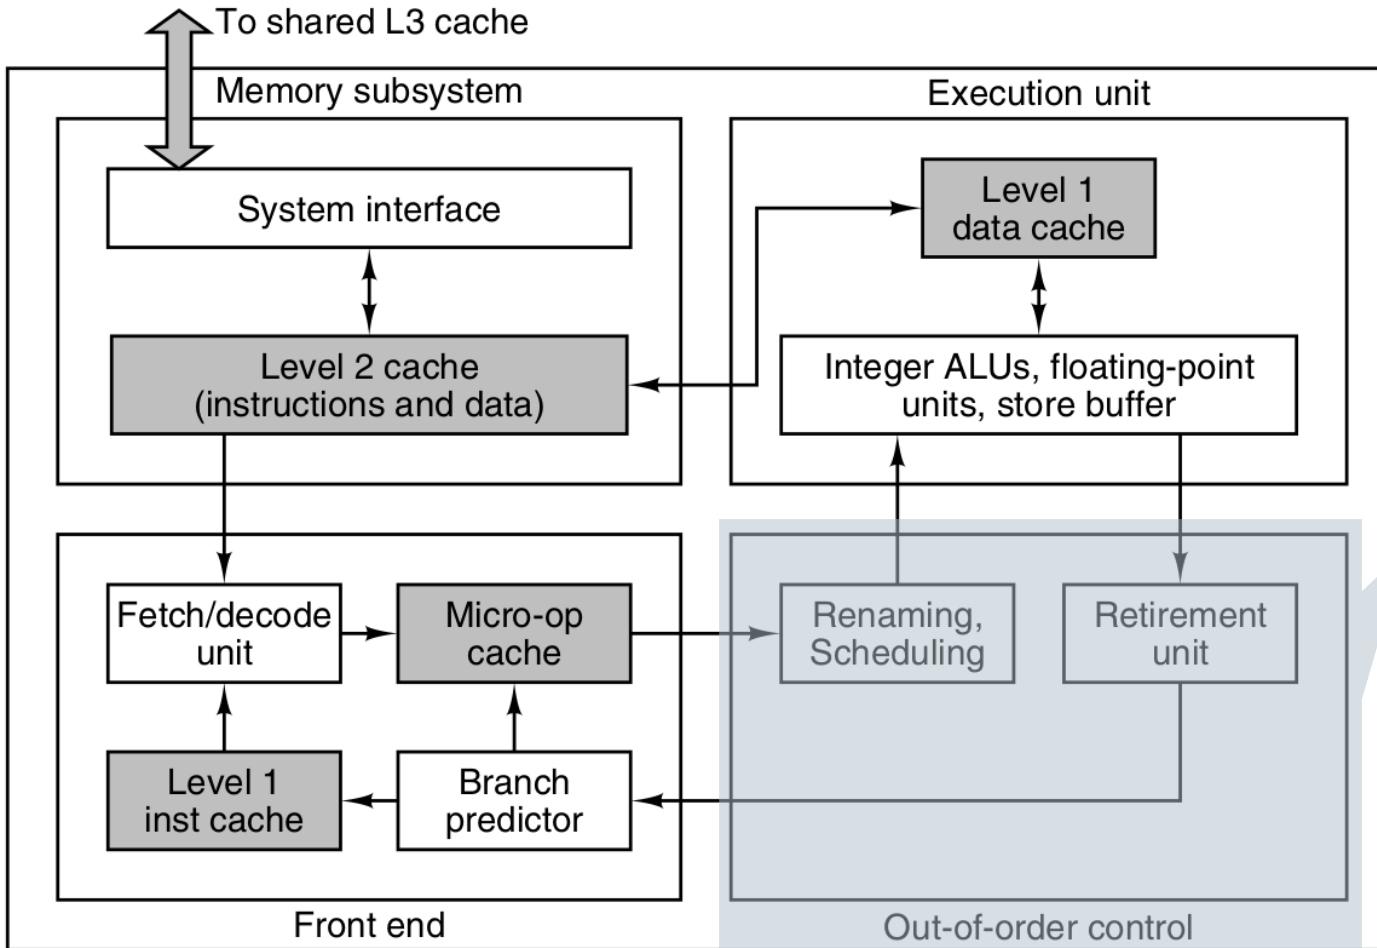 To shared L3 cache
Memory subsystem
Execution unit
System interface
Level 1
data cache
Level 2 cache
(instructions and data)
Integer ALUs, floating-point
units, store buffer
Fetch/decode
unit
Micro-op
cache
Renaming,
Scheduling
Retirement
unit
Level 1
inst cache
Branch
predictor
Front end
Out-of-order control